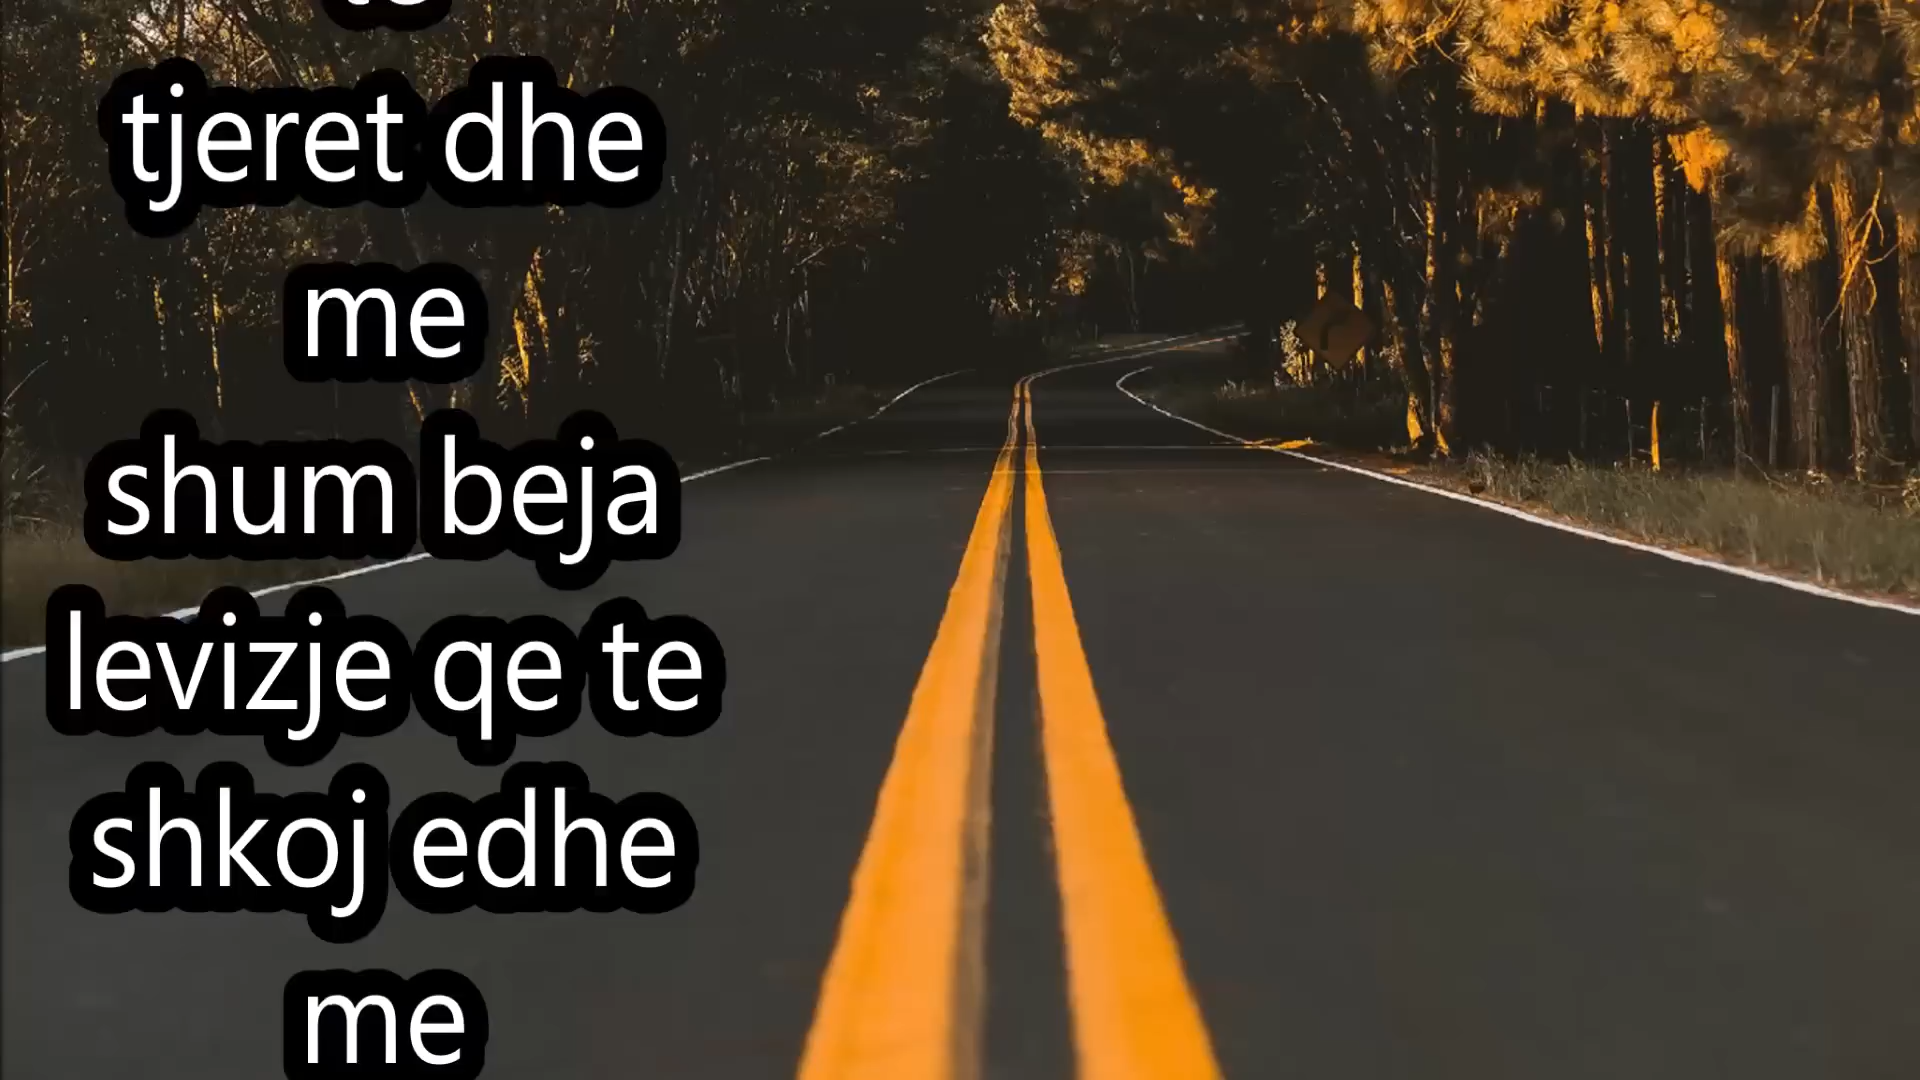 tjeret dhe
me
shum beja
levizje qe te
shkoj edhe
me